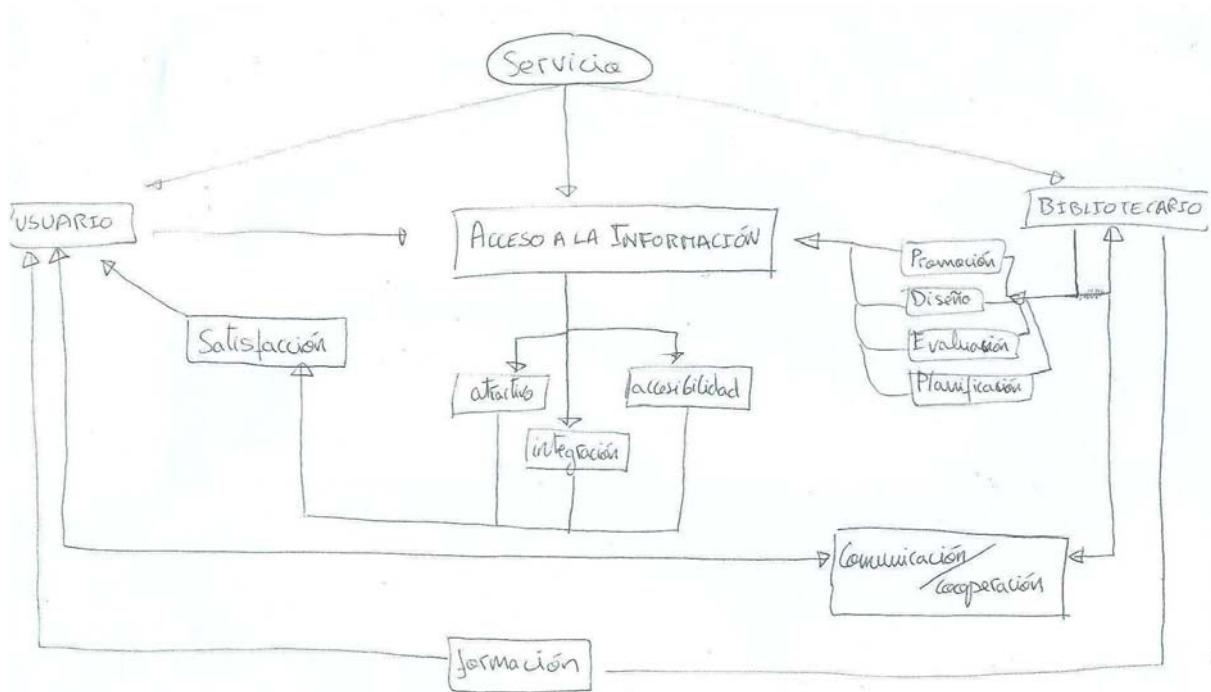 Servicio
USUARIO
ACCESO A LA INFORMACIÓN
BIBLIOTECARIO
Promoción
Diseño
Evaluación
Planificación
Satisfacción
atractivo
accesibilidad
integración
Comunicación/
cooperación
formación